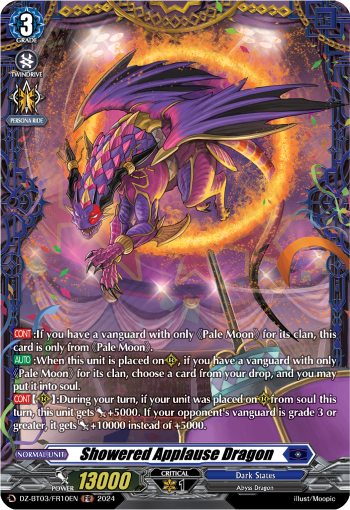 3
GRADE
TWINDRIVE
PERSONA RIDE
CONT:If you have a vanguard with only《Pale Moon》for its clan, this
card is only from《Pale Moon》.
AUTO:When this unit is placed on Ⓡ, if you have a vanguard with only
《Pale Moon》for its clan, choose a card from your drop, and you may
put it into soul.
CONT【Ⓡ】:During your turn, if your unit was placed on Ⓡ from soul this
turn, this unit gets +5000. If your opponent's vanguard is grade 3 or
greater, it gets +10000 instead of +5000.
NORMAL UNIT
Showered Applause Dragon
POWER 13000
CRITICAL
1
Dark States
Abyss Dragon
DZ-BT03/FR10EN FR 2024
illust/Moopic